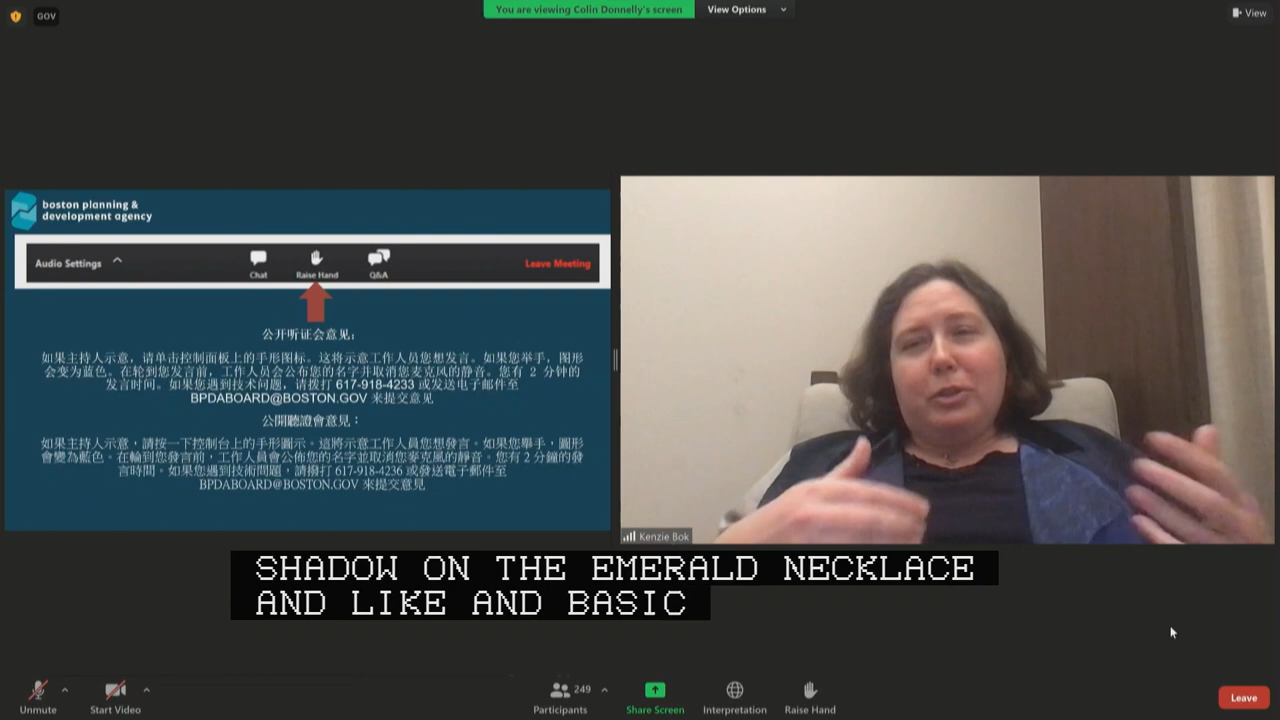 GOV
You are viewing Colin Donnelly's screen
View Options
View
boston planning &
development agency
Audio Settings
Chat
Raise Hand
Q&A
Leave Meeting
公开听证会意见:
如果主持人示意，请单击控制面板上的手形图标。这将示意工作人员您想发言。如果您举手，图形
会变为蓝色。在轮到您发言前，工作人员会公布您的名字并取消您麦克风的静音。您有 2 分钟的
发言时间。如果您遇到技术问题，请拨打 617-918-4233 或发送电子邮件至
BPDABOARD@BOSTON.GOV 来提交意见
公開聽證會意見：
如果主持人示意，請按一下控制台上的手形圖示。這將示意工作人員您想發言。如果您舉手，圖形
會變為藍色。在輪到您發言前，工作人員會公佈您的名字並取消您麥克風的靜音。您有 2 分鐘的發
言時間。如果您遇到技術問題，請撥打 617-918-4236 或發送電子郵件至
BPDABOARD@BOSTON.GOV 來提交意見
Kenzie Bok
SHADOW ON THE EMERALD NECKLACE
AND LIKE AND BASIC
Unmute
Start Video
249
Participants
Share Screen
Interpretation
Raise Hand
Leave